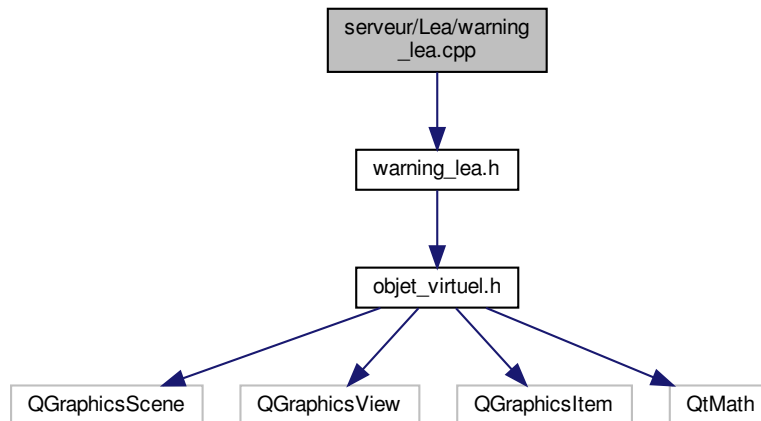 serveur/Lea/warning
_lea.cpp
warning_lea.h
objet_virtuel.h
QGraphicsScene
QGraphicsView
QGraphicsItem
QtMath